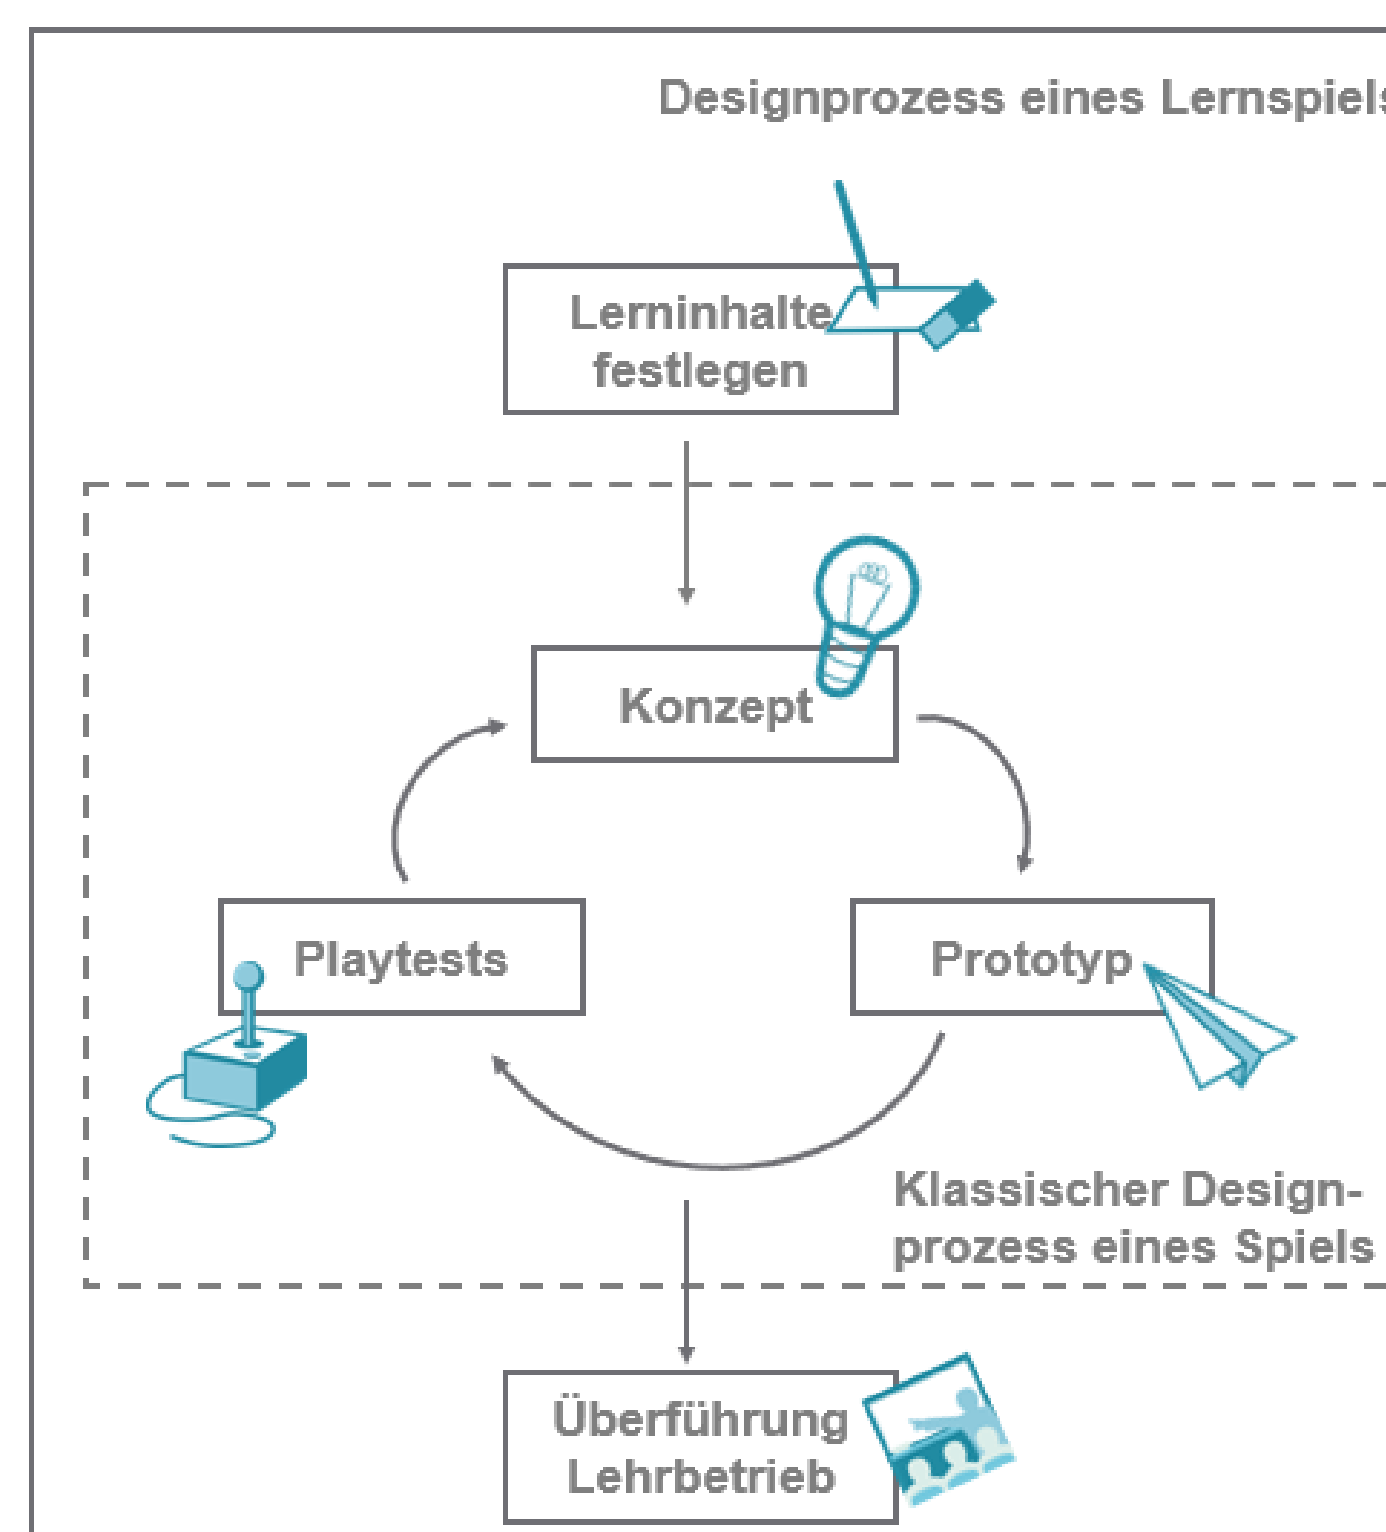 Designprozess eines Lernspiels
Lerninhalte
festlegen
Konzept
Playtests
Prototyp
Klassischer Design-
prozess eines Spiels
Überführung
Lehrbetrieb